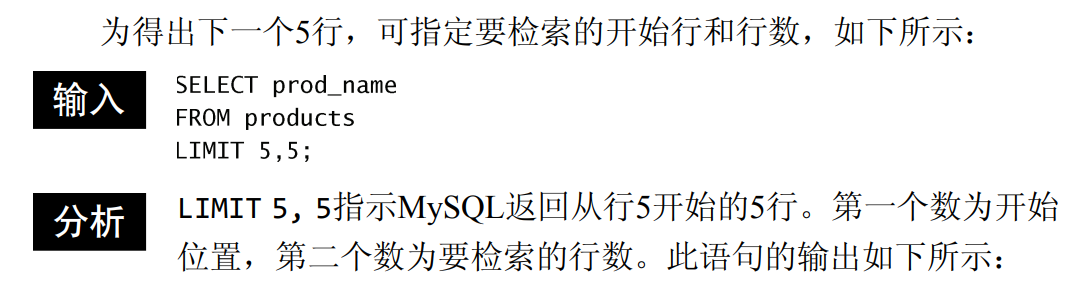 为得出下一个5行，可指定要检索的开始行和行数，如下所示：
输入
SELECT prod_name
FROM products
LIMIT 5,5;
分析
LIMIT 5, 5指示MySQL返回从行5开始的5行。第一个数为开始
位置，第二个数为要检索的行数。此语句的输出如下所示：